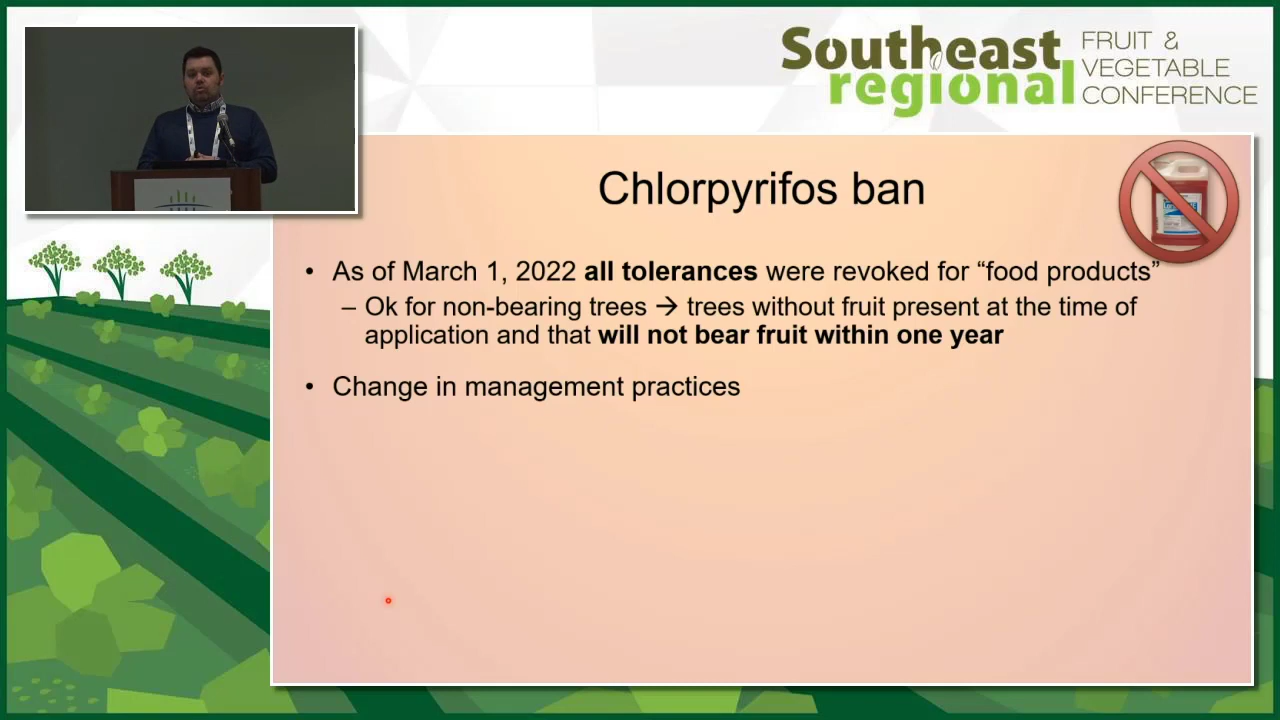 Southeast
regional
FRUIT &
VEGETABLE
CONFERENCE
Chlorpyrifos ban
• As of March 1, 2022 all tolerances were revoked for “food products”
– Ok for non-bearing trees → trees without fruit present at the time of
application and that will not bear fruit within one year
• Change in management practices